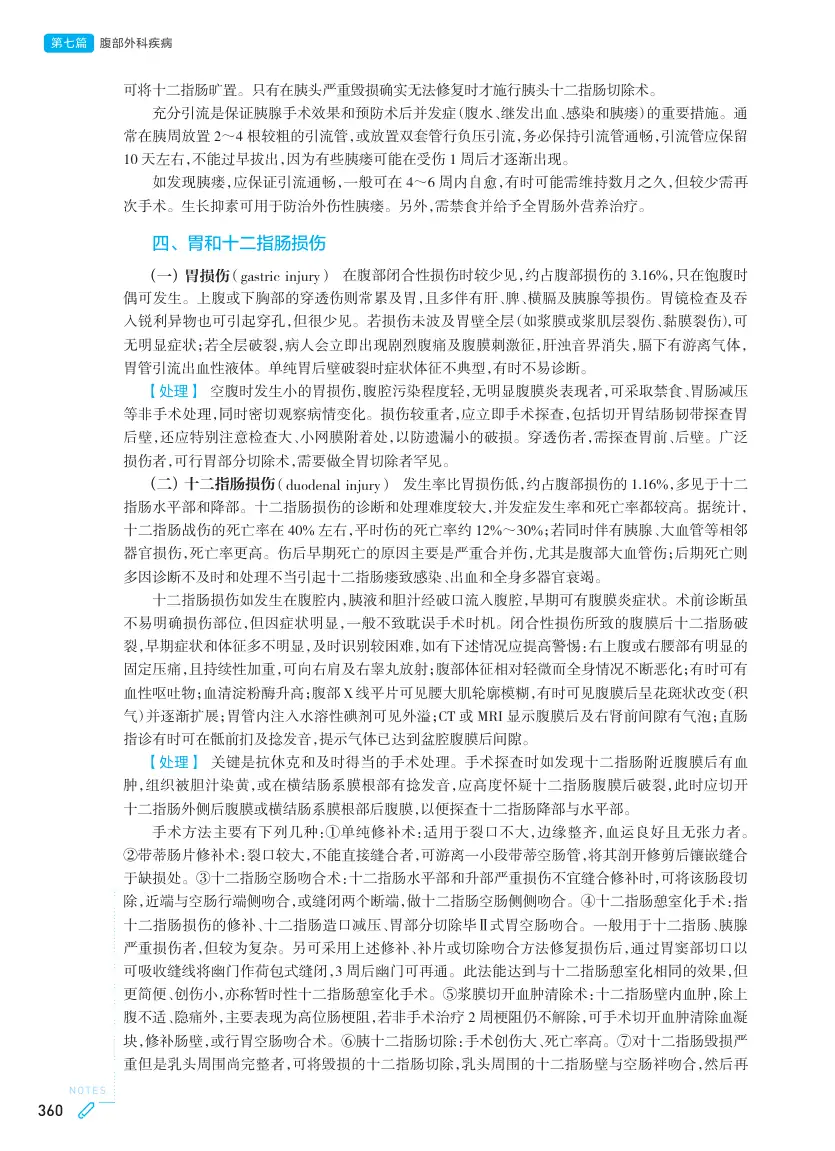 第七篇 腹部外科疾病
可将十二指肠旷置。只有在胰头严重毁损确实无法修复时才施行胰头十二指肠切除术。
充分引流是保证胰腺手术效果和预防术后并发症(腹水、继发出血、感染和胰瘘)的重要措施。通
常在胰周放置 2～4 根较粗的引流管,或放置双套管行负压引流,务必保持引流管通畅,引流管应保留
10 天左右,不能过早拔出,因为有些胰瘘可能在受伤 1 周后才逐渐出现。
如发现胰瘘,应保证引流通畅,一般可在 4～6 周内自愈,有时可能需维持数月之久,但较少需再
次手术。生长抑素可用于防治外伤性胰瘘。另外,需禁食并给予全胃肠外营养治疗。
四、胃和十二指肠损伤
(一) 胃损伤(gastric injury) 在腹部闭合性损伤时较少见,约占腹部损伤的 3.16%,只在饱腹时
偶可发生。上腹或下胸部的穿透伤则常累及胃,且多伴有肝、脾、横膈及胰腺等损伤。胃镜检查及吞
入锐利异物也可引起穿孔,但很少见。若损伤未波及胃壁全层(如浆膜或浆肌层裂伤、黏膜裂伤),可
无明显症状;若全层破裂,病人会立即出现剧烈腹痛及腹膜刺激征,肝浊音界消失,膈下有游离气体,
胃管引流出血性液体。单纯胃后壁破裂时症状体征不典型,有时不易诊断。
【处理】 空腹时发生小的胃损伤,腹腔污染程度轻,无明显腹膜炎表现者,可采取禁食、胃肠减压
等非手术处理,同时密切观察病情变化。损伤较重者,应立即手术探查,包括切开胃结肠韧带探查胃
后壁,还应特别注意检查大、小网膜附着处,以防遗漏小的破损。穿透伤者,需探查胃前、后壁。广泛
损伤者,可行胃部分切除术,需要做全胃切除者罕见。
(二) 十二指肠损伤(duodenal injury) 发生率比胃损伤低,约占腹部损伤的 1.16%,多见于十二
指肠水平部和降部。十二指肠损伤的诊断和处理难度较大,并发症发生率和死亡率都较高。据统计,
十二指肠战伤的死亡率在 40% 左右,平时伤的死亡率约 12%～30%;若同时伴有胰腺、大血管等相邻
器官损伤,死亡率更高。伤后早期死亡的原因主要是严重合并伤,尤其是腹部大血管伤;后期死亡则
多因诊断不及时和处理不当引起十二指肠瘘致感染、出血和全身多器官衰竭。
十二指肠损伤如发生在腹腔内,胰液和胆汁经破口流入腹腔,早期可有腹膜炎症状。术前诊断虽
不易明确损伤部位,但因症状明显,一般不致耽误手术时机。闭合性损伤所致的腹膜后十二指肠破
裂,早期症状和体征多不明显,及时识别较困难,如有下述情况应提高警惕:右上腹或右腰部有明显的
固定压痛,且持续性加重,可向右肩及右睾丸放射;腹部体征相对轻微而全身情况不断恶化;有时可有
血性呕吐物;血清淀粉酶升高;腹部 X 线平片可见腰大肌轮廓模糊,有时可见腹膜后呈花斑状改变(积
气)并逐渐扩展;胃管内注入水溶性碘剂可见外溢;CT 或 MRI 显示腹膜后及右肾前间隙有气泡;直肠
指诊有时可在骶前扪及捻发音,提示气体已达到盆腔腹膜后间隙。
【处理】 关键是抗休克和及时得当的手术处理。手术探查时如发现十二指肠附近腹膜后有血
肿,组织被胆汁染黄,或在横结肠系膜根部有捻发音,应高度怀疑十二指肠腹膜后破裂,此时应切开
十二指肠外侧后腹膜或横结肠系膜根部后腹膜,以便探查十二指肠降部与水平部。
手术方法主要有下列几种:①单纯修补术:适用于裂口不大,边缘整齐,血运良好且无张力者。
②带蒂肠片修补术:裂口较大,不能直接缝合者,可游离一小段带蒂空肠管,将其剖开修剪后镶嵌缝合
于缺损处。③十二指肠空肠吻合术:十二指肠水平部和升部严重损伤不宜缝合修补时,可将该肠段切
除,近端与空肠行端侧吻合,或缝闭两个断端,做十二指肠空肠侧侧吻合。④十二指肠憩室化手术:指
十二指肠损伤的修补、十二指肠造口减压、胃部分切除毕Ⅱ式胃空肠吻合。一般用于十二指肠、胰腺
严重损伤者,但较为复杂。另可采用上述修补、补片或切除吻合方法修复损伤后,通过胃窦部切口以
可吸收缝线将幽门作荷包式缝闭,3 周后幽门可再通。此法能达到与十二指肠憩室化相同的效果,但
更简便、创伤小,亦称暂时性十二指肠憩室化手术。⑤浆膜切开血肿清除术:十二指肠壁内血肿,除上
腹不适、隐痛外,主要表现为高位肠梗阻,若非手术治疗 2 周梗阻仍不解除,可手术切开血肿清除血凝
块,修补肠壁,或行胃空肠吻合术。⑥胰十二指肠切除:手术创伤大、死亡率高。⑦对十二指肠毁损严
重但是乳头周围尚完整者,可将毁损的十二指肠切除,乳头周围的十二指肠壁与空肠袢吻合,然后再
NOTES
360